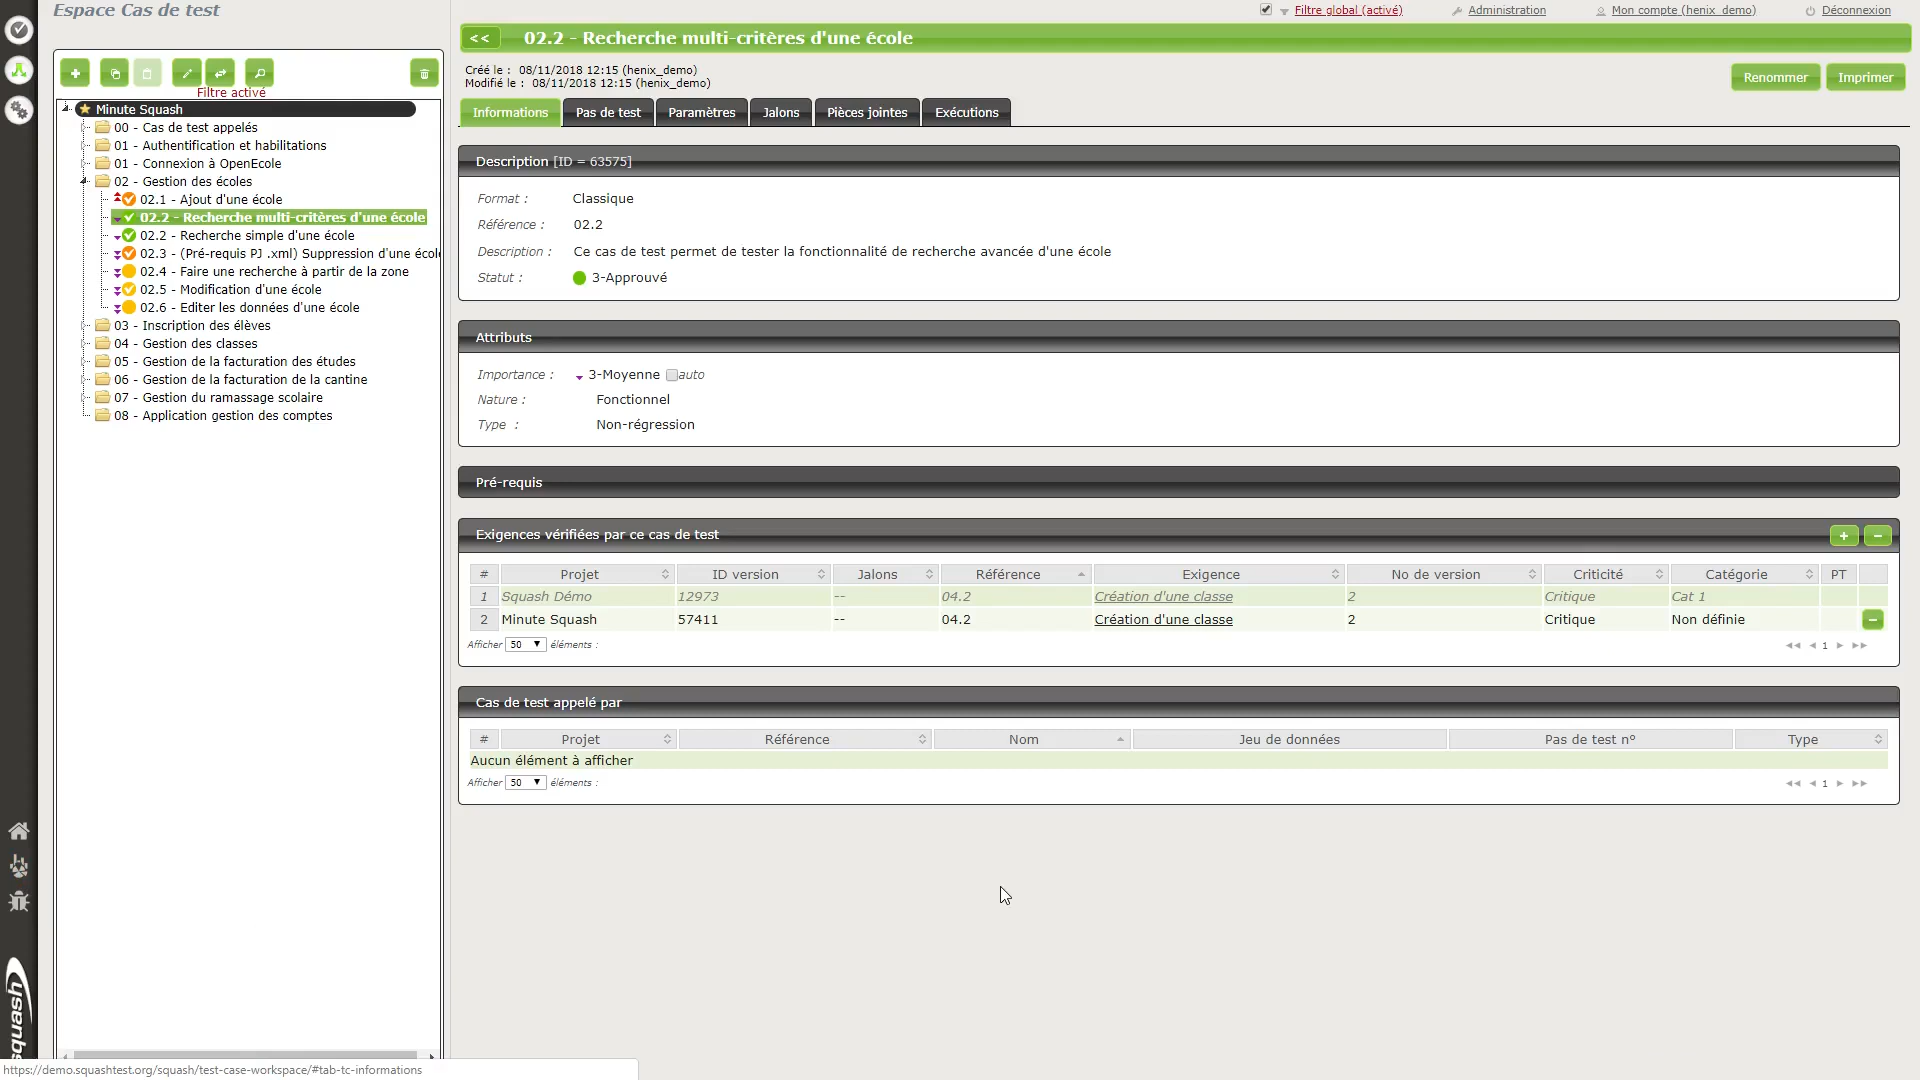 Espace Cas de test
Filtre global (activé)
Administration
Mon compte (henix_demo)
Déconnexion
<< 02.2 - Recherche multi-critères d'une école
Créé le : 08/11/2018 12:15 (henix_demo)
Modifié le : 08/11/2018 12:15 (henix_demo)
Renommer
Imprimer
Filtre activé
Minute Squash
00 - Cas de test appelés
01 - Authentification et habilitations
01 - Connexion à OpenEcole
02 - Gestion des écoles
02.1 - Ajout d'une école
02.2 - Recherche multi-critères d'une école
02.2 - Recherche simple d'une école
02.3 - (Pré-requis PJ .xml) Suppression d'une école
02.4 - Faire une recherche à partir de la zone
02.5 - Modification d'une école
02.6 - Editer les données d'une école
03 - Inscription des élèves
04 - Gestion des classes
05 - Gestion de la facturation des études
06 - Gestion de la facturation de la cantine
07 - Gestion du ramassage scolaire
08 - Application gestion des comptes
Informations
Pas de test
Paramètres
Jalons
Pièces jointes
Exécutions
Description [ID = 63575]
Format : Classique
Référence : 02.2
Description : Ce cas de test permet de tester la fonctionnalité de recherche avancée d'une école
Statut : 3-Approuvé
Attributs
Importance : 3-Moyenne auto
Nature : Fonctionnel
Type : Non-régression
Pré-requis
Exigences vérifiées par ce cas de test
# Projet ID version Jalons Référence Exigence No de version Criticité Catégorie PT
1 Squash Démo 12973 -- 04.2 Création d'une classe 2 Critique Cat 1
2 Minute Squash 57411 -- 04.2 Création d'une classe 2 Critique Non définie
Afficher 50 éléments : 1
Cas de test appelé par
# Projet Référence Nom Jeu de données Pas de test n° Type
Aucun élément à afficher
Afficher 50 éléments : 1
squash
https://demo.squashtest.org/squash/test-case-workspace/#tab-tc-informations